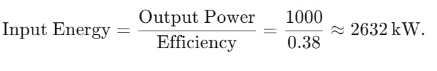 Input Energy = Output Power / Efficiency = 1000 / 0.38 ≈ 2632 kW.